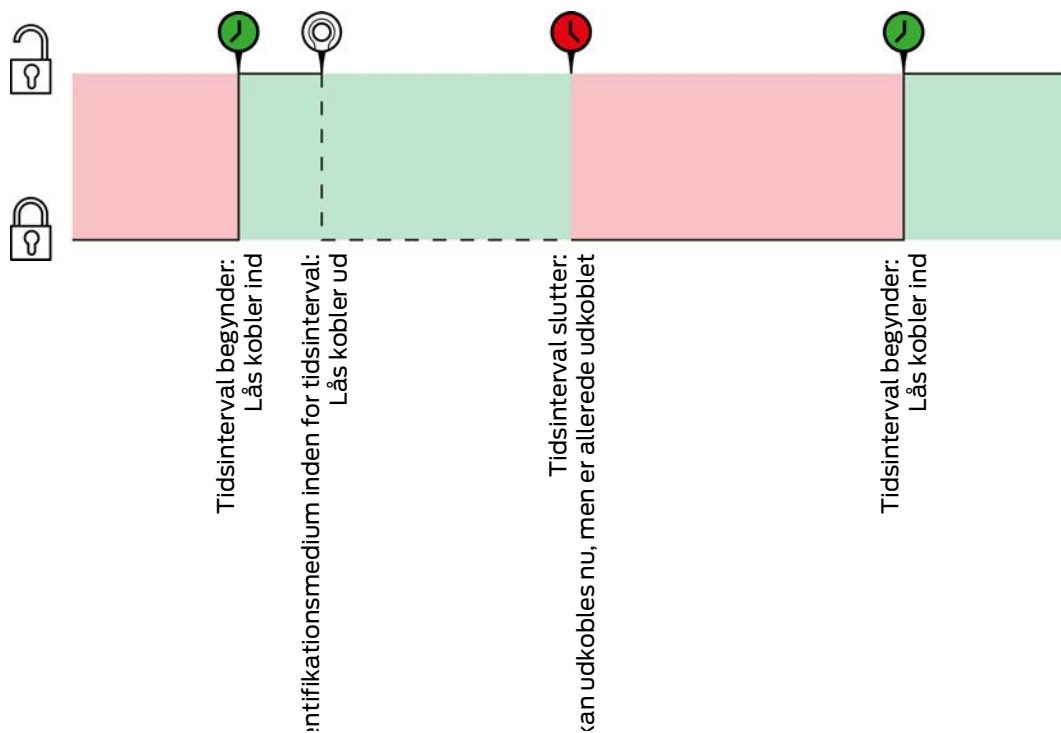 Tidsinterval begynder:
Lås kobler ind
entifikationsmedium inden for tidsinterval:
Lås kobler ud
Tidsinterval slutter:
kan udkobles nu, men er allerede udkoblet
Tidsinterval begynder:
Lås kobler ind